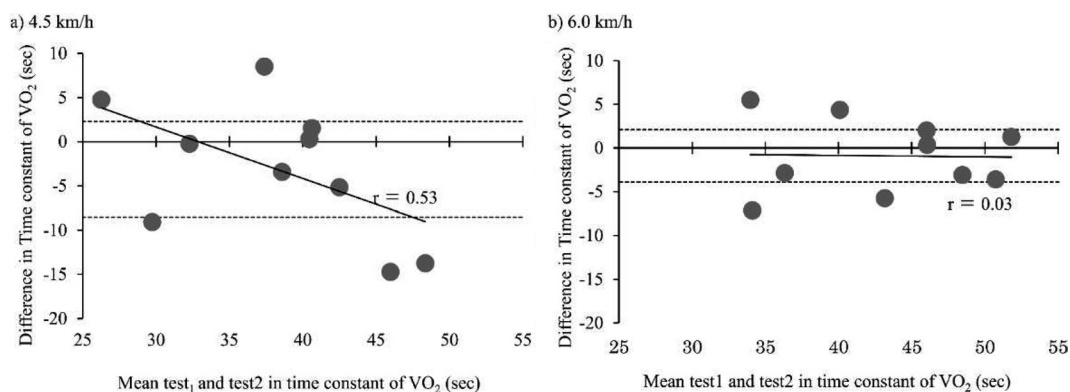 a) 4.5 km/h
Difference in Time constant of VO₂ (sec)
10
5
0
-5
-10
-15
-20
r = 0.53
25 30 35 40 45 50 55
Mean test₁ and test2 in time constant of VO₂ (sec)
b) 6.0 km/h
Difference in Time constant of VO₂ (sec)
10
5
0
-5
-10
-15
-20
r = 0.03
25 30 35 40 45 50 55
Mean test1 and test2 in time constant of VO₂ (sec)